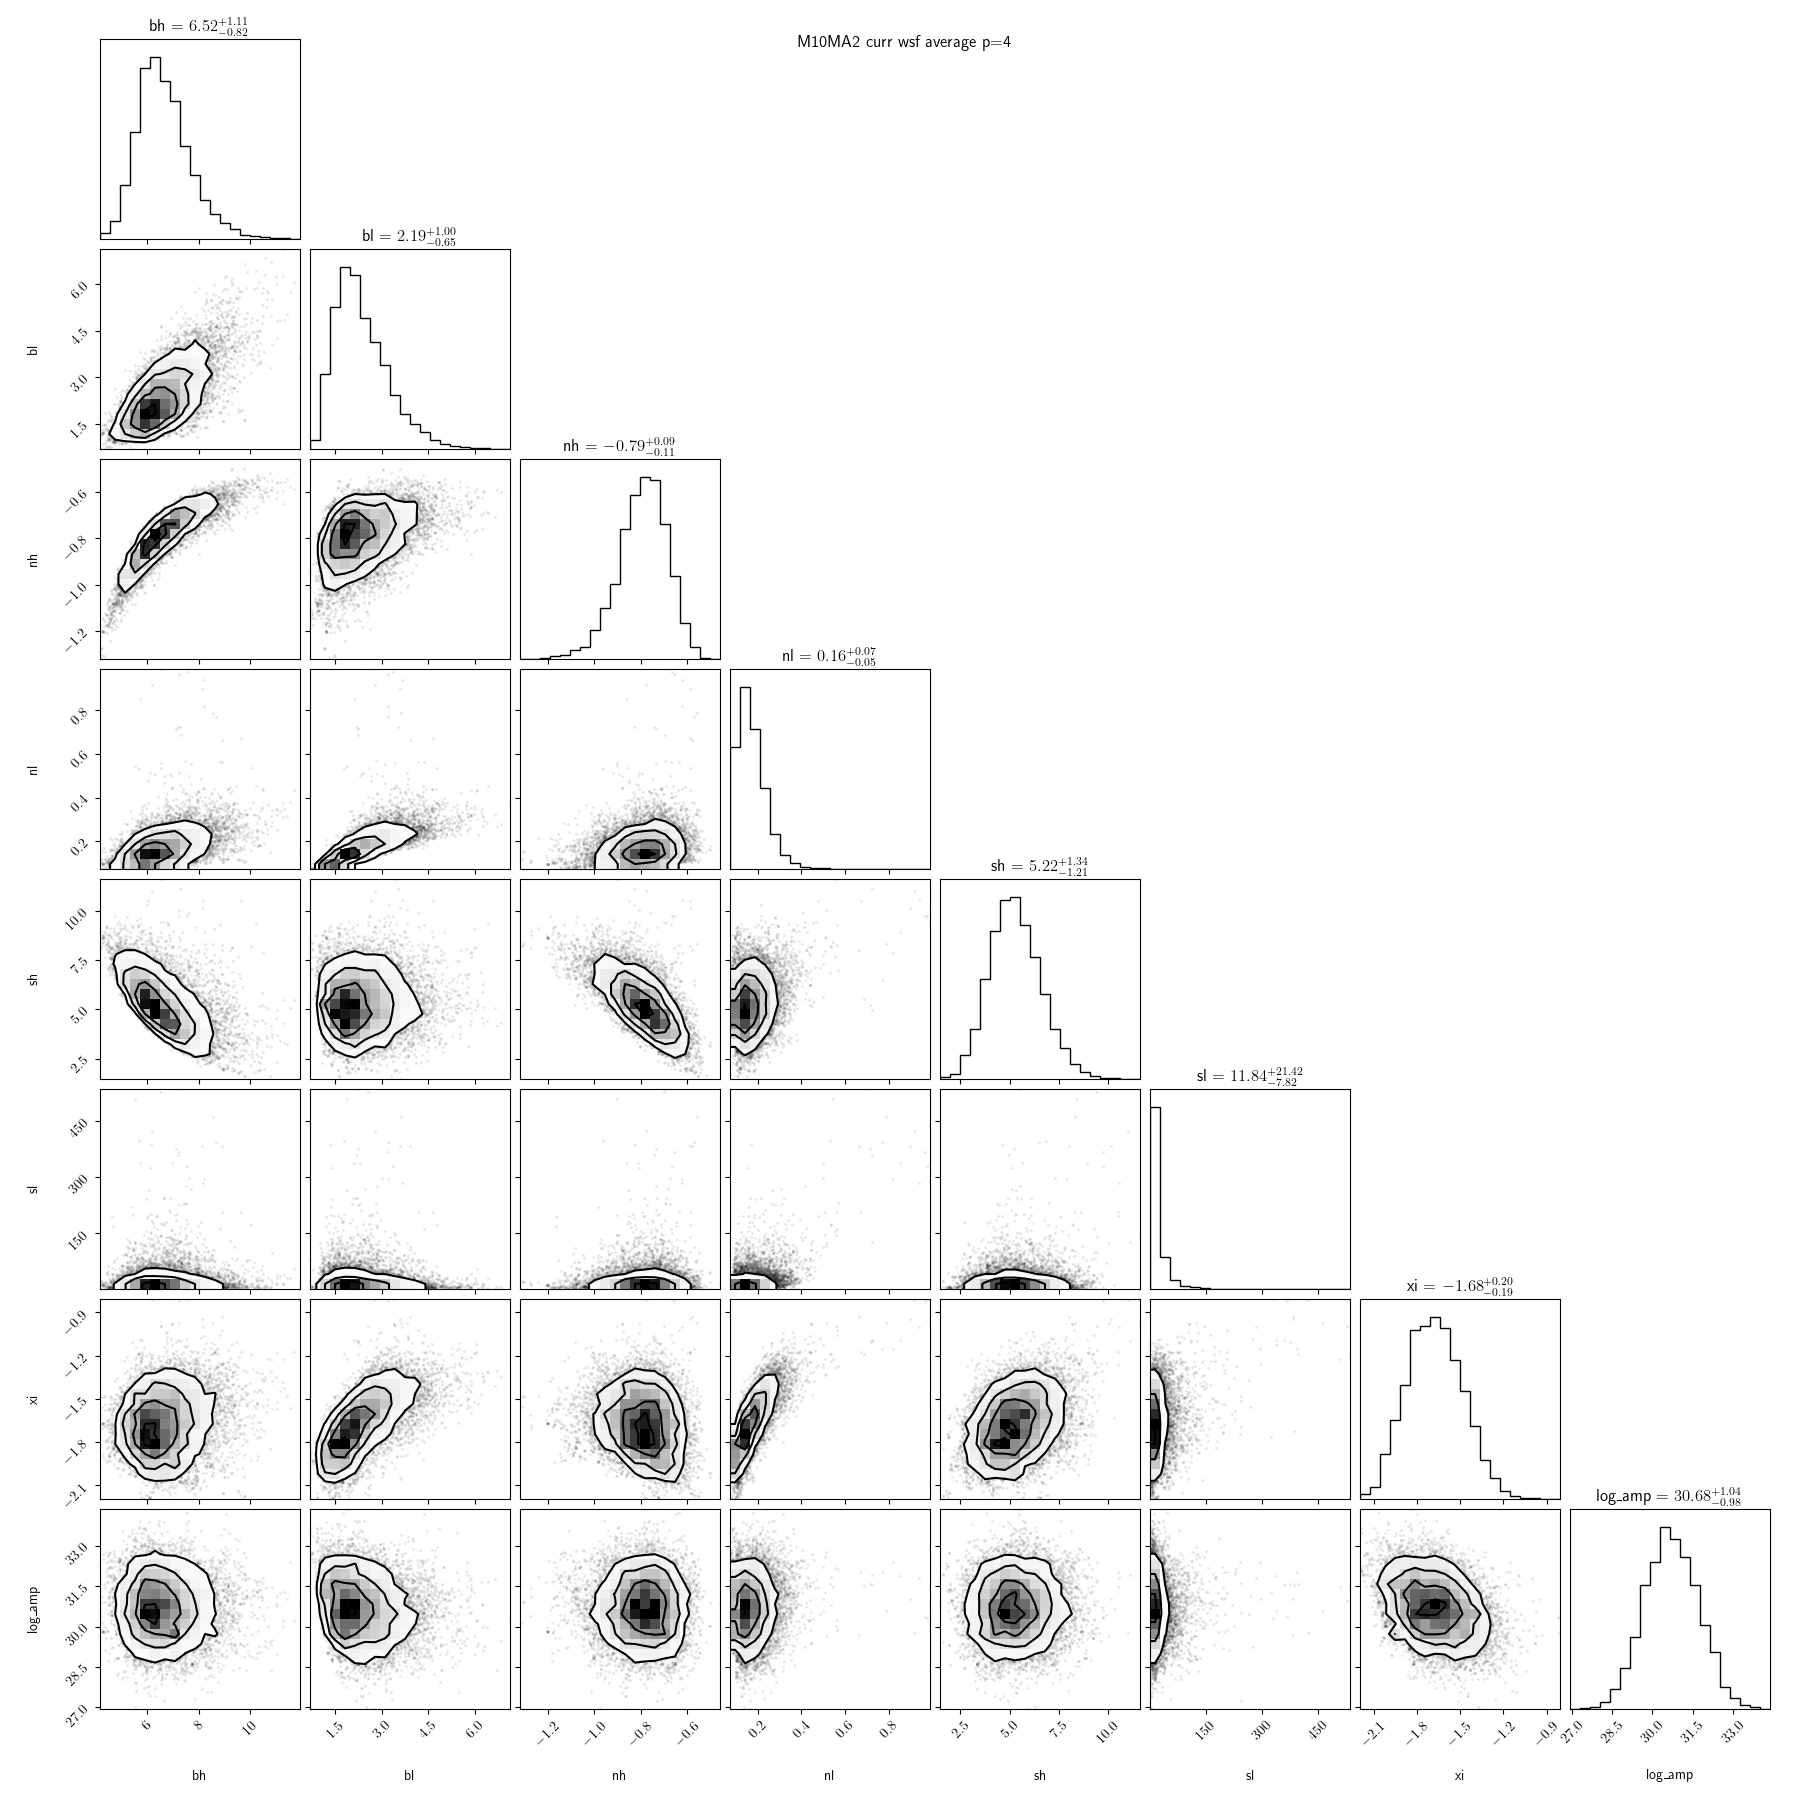 bh = 6.52^{+1.11}_{-0.82}
M10MA2 curr wsf average p=4
bl = 2.19^{+1.00}_{-0.65}
6.0
4.5
3.0
1.5
bl
nh = −0.79^{+0.09}_{-0.11}
−0.6
−0.8
−1.0
−1.2
nh
nl = 0.16^{+0.07}_{-0.05}
0.8
0.6
0.4
0.2
nl
sh = 5.22^{+1.34}_{-1.21}
10.0
7.5
5.0
2.5
sh
sl = 11.84^{+21.42}_{-7.82}
450
300
150
sl
xi = −1.68^{+0.20}_{-0.19}
−0.9
−1.2
−1.5
−1.8
−2.1
xi
log_amp = 30.68^{+1.04}_{-0.98}
33.0
31.5
30.0
28.5
27.0
log_amp
6 8 10 1.5 3.0 4.5 6.0 −1.2 −1.0 −0.8 −0.6 0.2 0.4 0.6 0.8 2.5 5.0 7.5 10.0 150 300 450 −2.1 −1.8 −1.5 −1.2 −0.9 27.0 28.5 30.0 31.5 33.0
bh bl nh nl sh sl xi log_amp